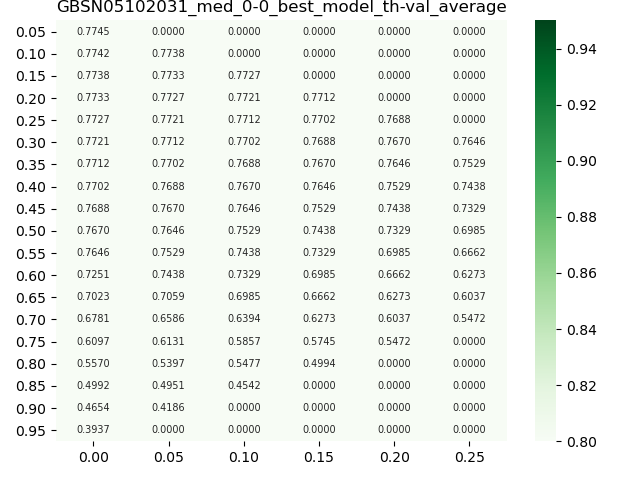 GBSN05102031_med_0-0_best_model_th-val_average
0.05 0.7745 0.0000 0.0000 0.0000 0.0000 0.0000
0.10 0.7742 0.7738 0.0000 0.0000 0.0000 0.0000
0.15 0.7738 0.7733 0.7727 0.0000 0.0000 0.0000
0.20 0.7733 0.7727 0.7721 0.7712 0.0000 0.0000
0.25 0.7727 0.7721 0.7712 0.7702 0.7688 0.0000
0.30 0.7721 0.7712 0.7702 0.7688 0.7670 0.7646
0.35 0.7712 0.7702 0.7688 0.7670 0.7646 0.7529
0.40 0.7702 0.7688 0.7670 0.7646 0.7529 0.7438
0.45 0.7688 0.7670 0.7646 0.7529 0.7438 0.7329
0.50 0.7670 0.7646 0.7529 0.7438 0.7329 0.6985
0.55 0.7646 0.7529 0.7438 0.7329 0.6985 0.6662
0.60 0.7251 0.7438 0.7329 0.6985 0.6662 0.6273
0.65 0.7023 0.7059 0.6985 0.6662 0.6273 0.6037
0.70 0.6781 0.6586 0.6394 0.6273 0.6037 0.5472
0.75 0.6097 0.6131 0.5857 0.5745 0.5472 0.0000
0.80 0.5570 0.5397 0.5477 0.4994 0.0000 0.0000
0.85 0.4992 0.4951 0.4542 0.0000 0.0000 0.0000
0.90 0.4654 0.4186 0.0000 0.0000 0.0000 0.0000
0.95 0.3937 0.0000 0.0000 0.0000 0.0000 0.0000
0.00 0.05 0.10 0.15 0.20 0.25
0.94
0.92
0.90
0.88
0.86
0.84
0.82
0.80